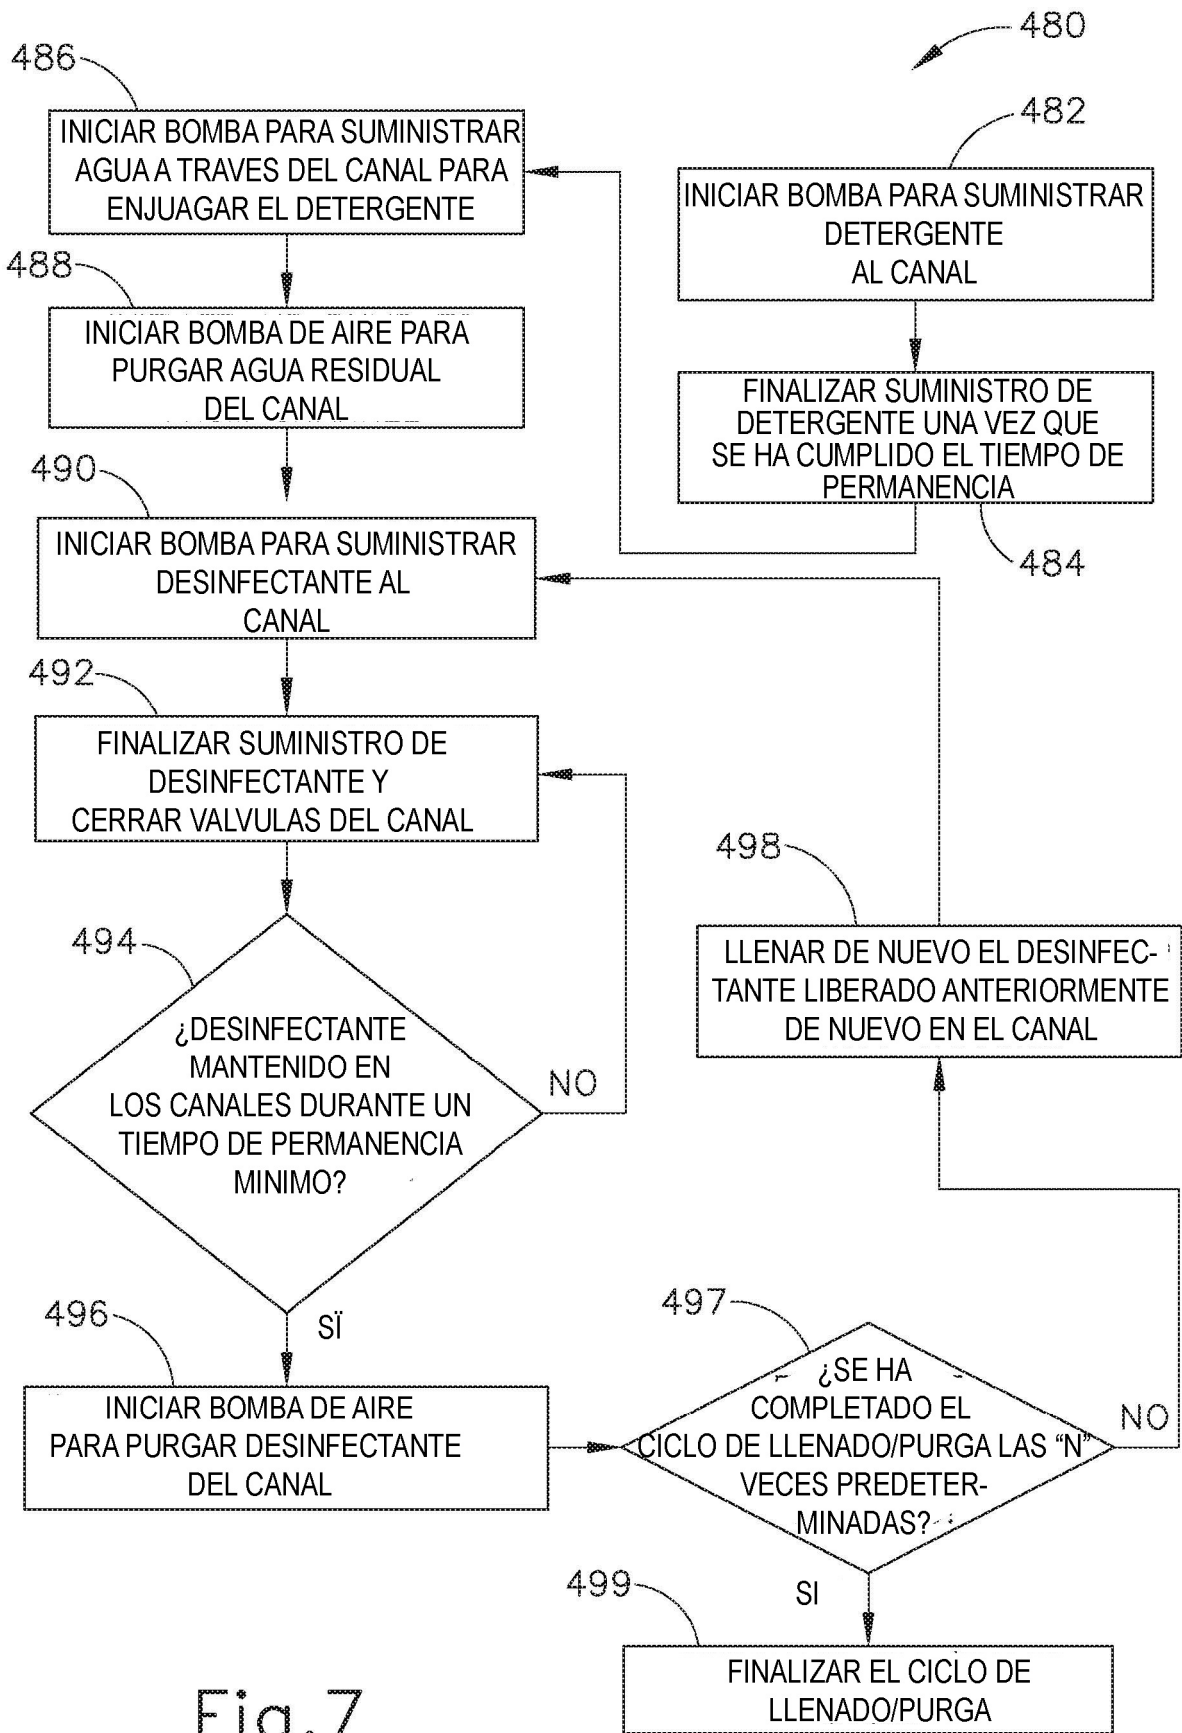 480
482
INICIAR BOMBA PARA SUMINISTRAR
DETERGENTE
AL CANAL
FINALIZAR SUMINISTRO DE
DETERGENTE UNA VEZ QUE
SE HA CUMPLIDO EL TIEMPO DE
PERMANENCIA
484
486
INICIAR BOMBA PARA SUMINISTRAR
AGUA A TRAVES DEL CANAL PARA
ENJUAGAR EL DETERGENTE
488
INICIAR BOMBA DE AIRE PARA
PURGAR AGUA RESIDUAL
DEL CANAL
490
INICIAR BOMBA PARA SUMINISTRAR
DESINFECTANTE AL
CANAL
492
FINALIZAR SUMINISTRO DE
DESINFECTANTE Y
CERRAR VALVULAS DEL CANAL
494
¿DESINFECTANTE
MANTENIDO EN
LOS CANALES DURANTE UN
TIEMPO DE PERMANENCIA
MINIMO?
NO
SÏ
496
INICIAR BOMBA DE AIRE
PARA PURGAR DESINFECTANTE
DEL CANAL
497
¿SE HA
COMPLETADO EL
CICLO DE LLENADO/PURGA LAS “N”
VECES PREDETER-
MINADAS?
NO
498
LLENAR DE NUEVO EL DESINFEC-
TANTE LIBERADO ANTERIORMENTE
DE NUEVO EN EL CANAL
SI
499
FINALIZAR EL CICLO DE
LLENADO/PURGA
Fig.7